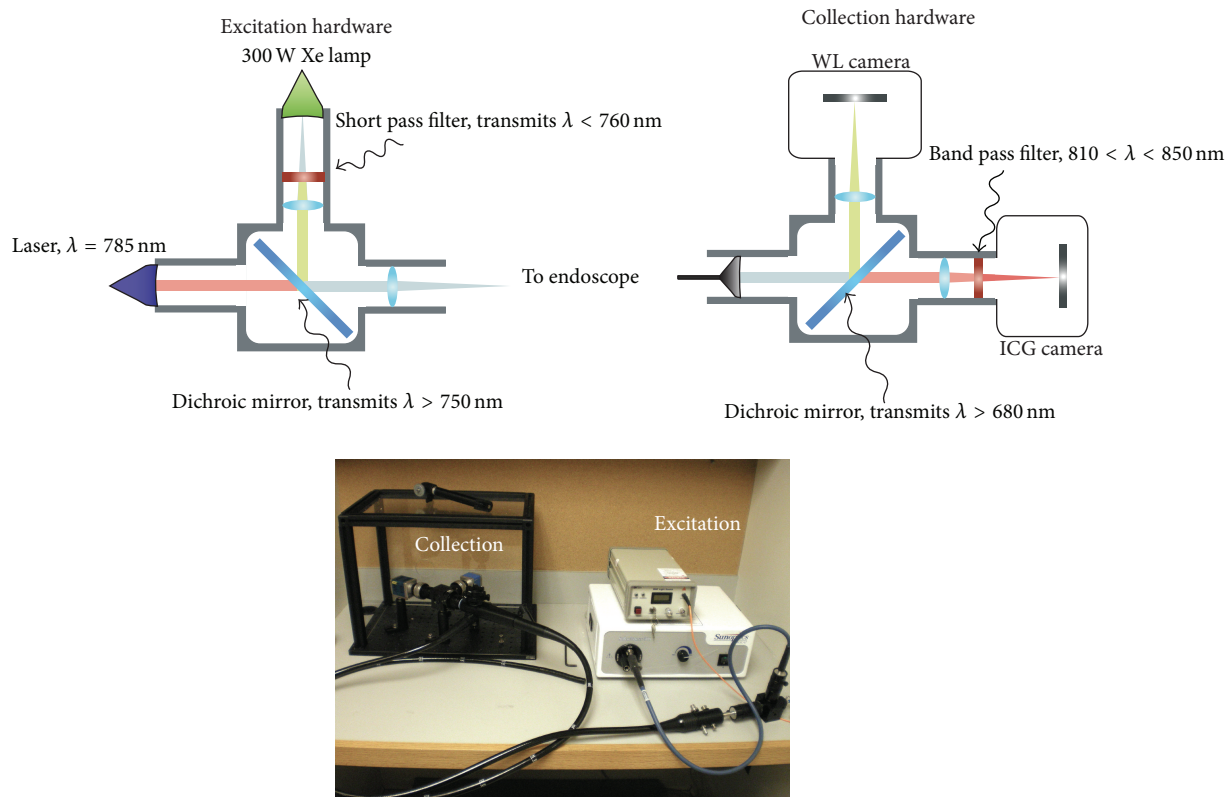 Excitation hardware
300 W Xe lamp
Short pass filter, transmits λ < 760 nm
Laser, λ = 785 nm
To endoscope
Dichroic mirror, transmits λ > 750 nm
Collection hardware
WL camera
Band pass filter, 810 < λ < 850 nm
ICG camera
Dichroic mirror, transmits λ > 680 nm
Collection
Excitation